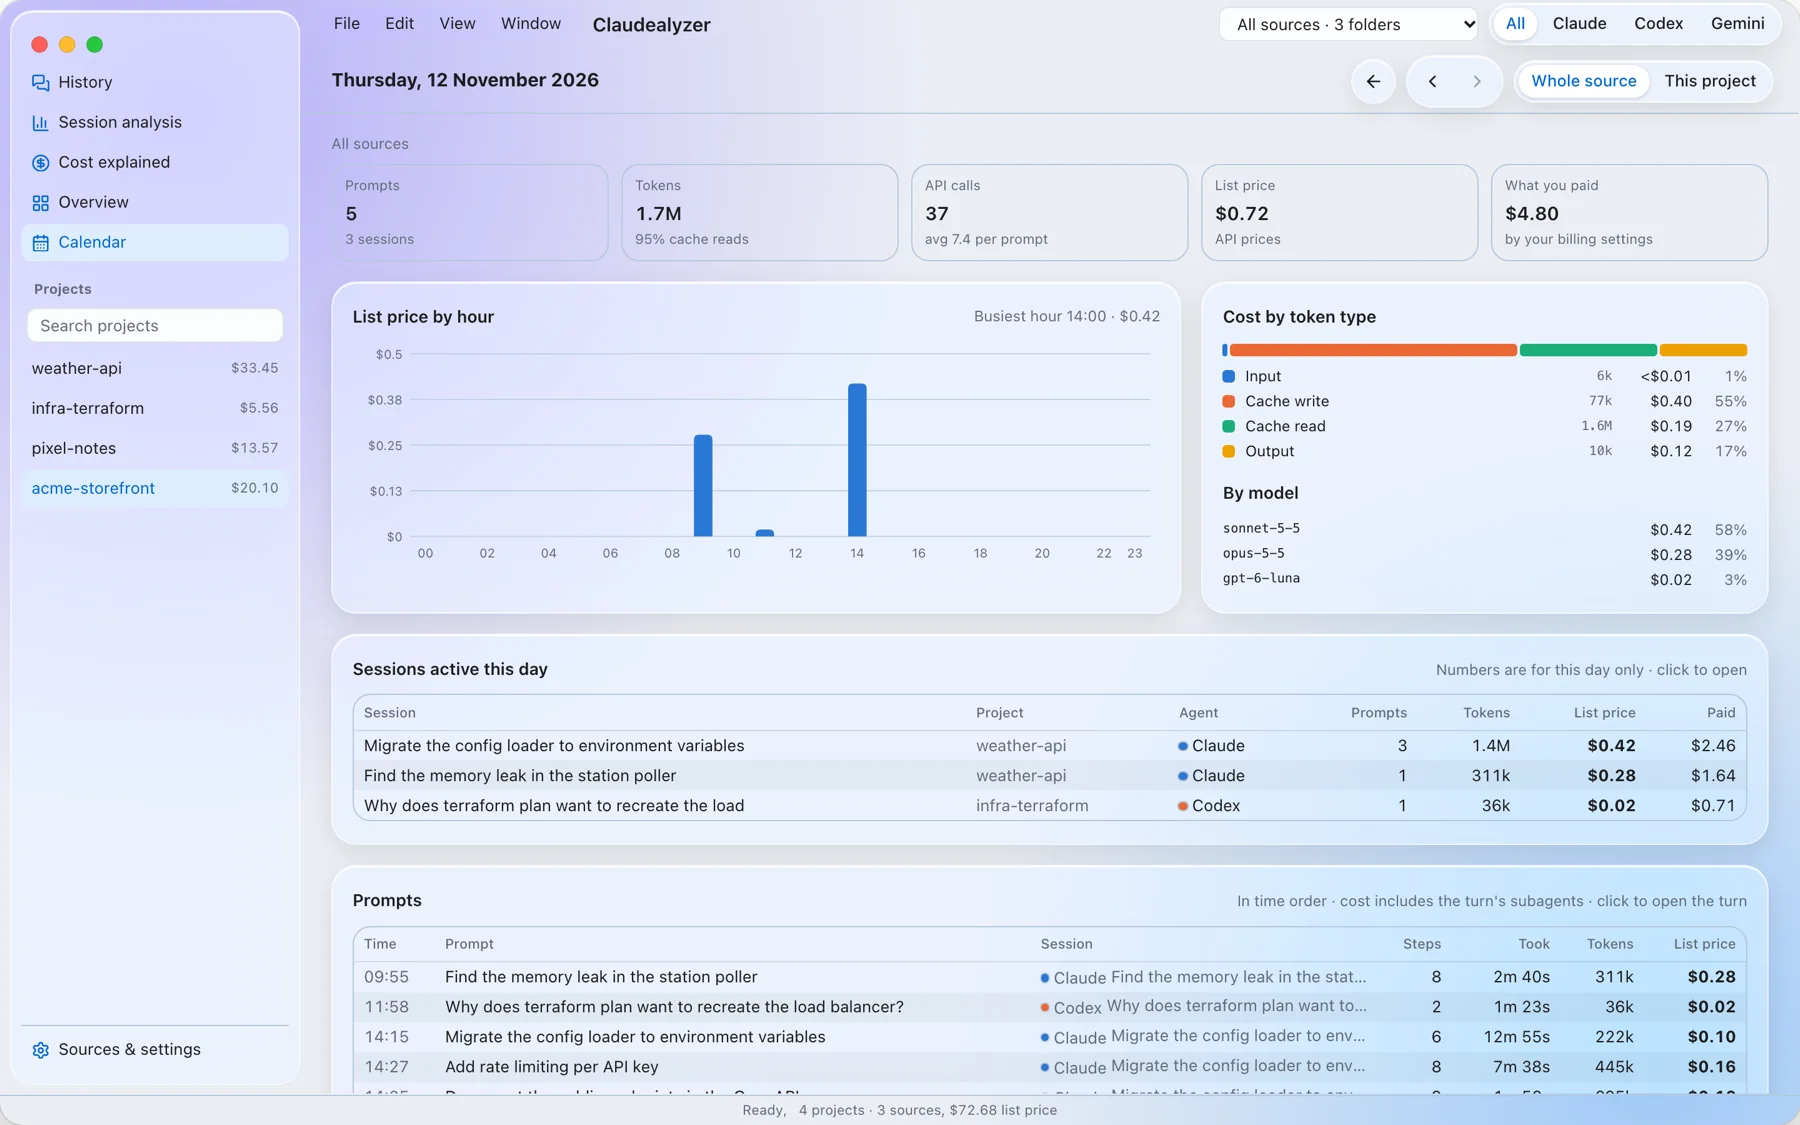 File Edit View Window Claudealyzer All sources · 3 folders All Claude Codex Gemini
History
Session analysis
Cost explained
Overview
Calendar
Projects
Search projects
weather-api $33.45
infra-terraform $5.56
pixel-notes $13.57
acme-storefront $20.10
Sources & settings
Thursday, 12 November 2026 Whole source This project
All sources
Prompts
5
3 sessions
Tokens
1.7M
95% cache reads
API calls
37
avg 7.4 per prompt
List price
$0.72
API prices
What you paid
$4.80
by your billing settings
List price by hour Busiest hour 14:00 · $0.42
$0.5
$0.38
$0.25
$0.13
$0
00 02 04 06 08 10 12 14 16 18 20 22 23
Cost by token type
Input 6k <$0.01 1%
Cache write 77k $0.40 55%
Cache read 1.6M $0.19 27%
Output 10k $0.12 17%
By model
sonnet-5-5 $0.42 58%
opus-5-5 $0.28 39%
gpt-6-luna $0.02 3%
Sessions active this day Numbers are for this day only · click to open
Session Project Agent Prompts Tokens List price Paid
Migrate the config loader to environment variables weather-api Claude 3 1.4M $0.42 $2.46
Find the memory leak in the station poller weather-api Claude 1 311k $0.28 $1.64
Why does terraform plan want to recreate the load infra-terraform Codex 1 36k $0.02 $0.71
Prompts In time order · cost includes the turn's subagents · click to open the turn
Time Prompt Session Steps Took Tokens List price
09:55 Find the memory leak in the station poller Claude Find the memory leak in the stat... 8 2m 40s 311k $0.28
11:58 Why does terraform plan want to recreate the load balancer? Codex Why does terraform plan want to... 2 1m 23s 36k $0.02
14:15 Migrate the config loader to environment variables Claude Migrate the config loader to env... 6 12m 55s 222k $0.10
14:27 Add rate limiting per API key Claude Migrate the config loader to env... 8 7m 38s 445k $0.16
Ready, 4 projects · 3 sources, $72.68 list price